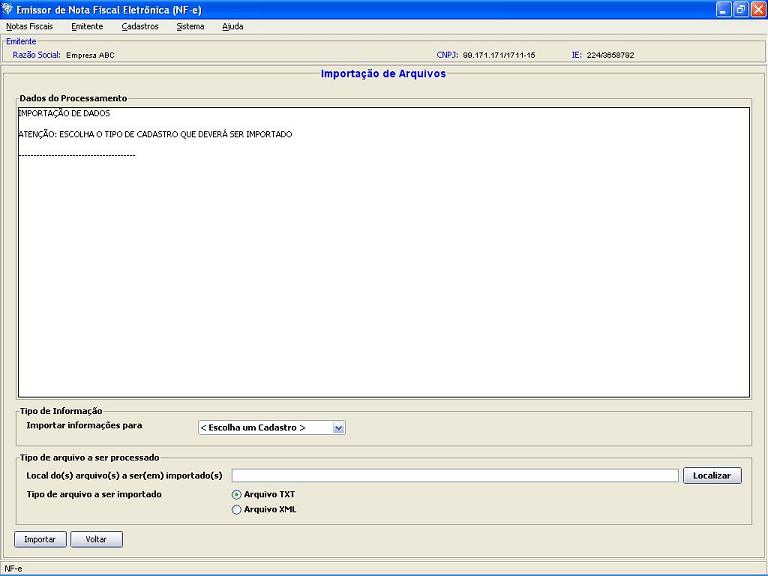 Emissor de Nota Fiscal Eletrônica (NF-e)
Notas Fiscais Emitente Cadastros Sistema Ajuda
Emitente
Razão Social: Empresa ABC CNPJ: 99.171.171/1711-15 IE: 224/3658792
Importação de Arquivos
Dados do Processamento
IMPORTAÇÃO DE DADOS
ATENÇÃO: ESCOLHA O TIPO DE CADASTRO QUE DEVERÁ SER IMPORTADO
---------------------------------------
Tipo de Informação
Importar informações para < Escolha um Cadastro >
Tipo de arquivo a ser processado
Local do(s) arquivo(s) a ser(em) importado(s) Localizar
Tipo de arquivo a ser importado Arquivo TXT
Arquivo XML
Importar Voltar
NF-e